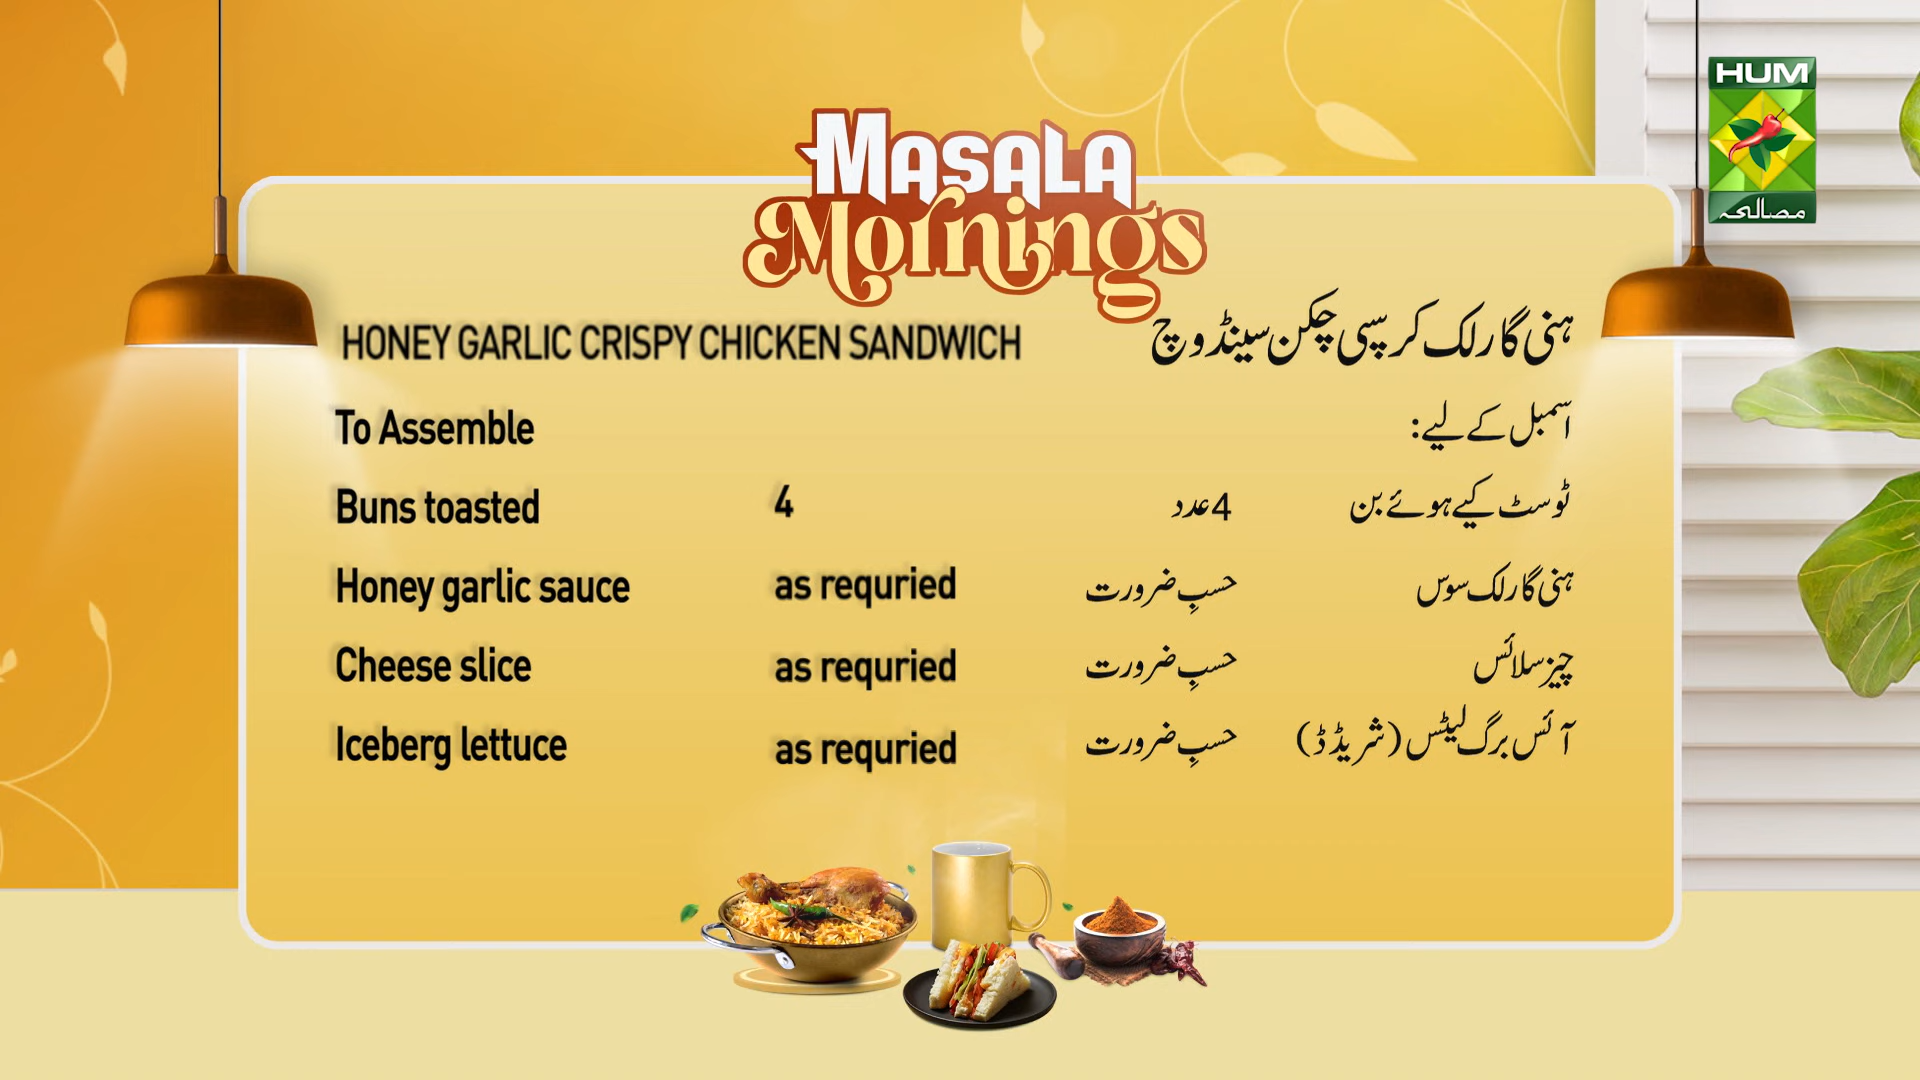 HUM
مصالحہ
MASALA
Mornings
HONEY GARLIC CRISPY CHICKEN SANDWICH ہنی گارلک کرسپی چکن سینڈوچ
To Assemble اسمبل کے لیے:
Buns toasted 4 ٹوسٹ کیے ہوئے بن 4 عدد
Honey garlic sauce as requried ہنی گارلک سوس حسبِ ضرورت
Cheese slice as requried چیز سلائس حسبِ ضرورت
Iceberg lettuce as requried آئس برگ لیٹس (شریڈڈ) حسبِ ضرورت